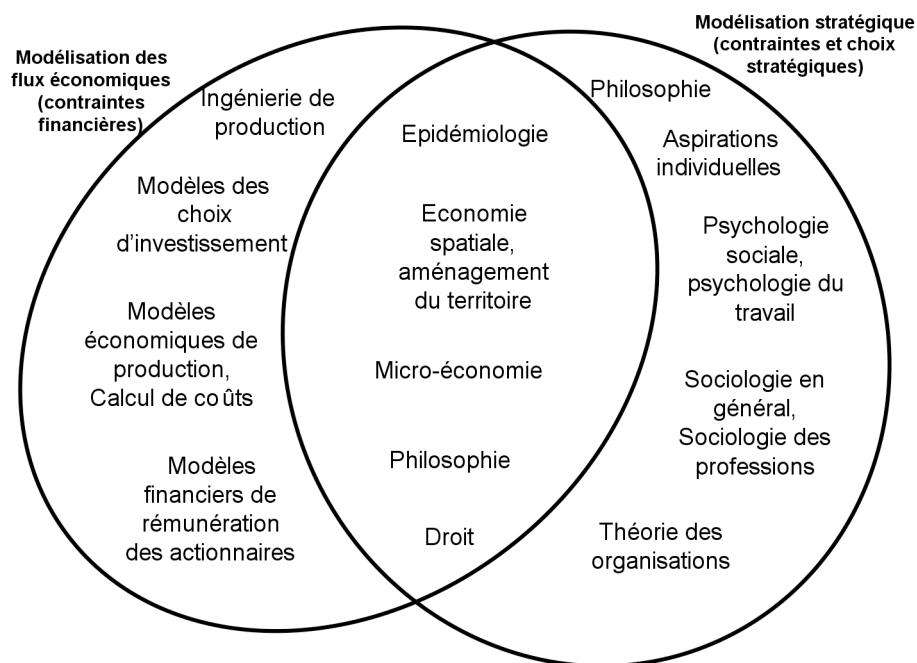 Modélisation des
flux économiques
(contraintes
financières)
Ingénierie de
production
Modèles des
choix
d'investissement
Modèles
économiques de
production,
Calcul de coûts
Modèles
financiers de
rémunération
des actionnaires
Epidémiologie
Economie
spatiale,
aménagement
du territoire
Micro-économie
Philosophie
Droit
Modélisation stratégique
(contraintes et choix
stratégiques)
Philosophie
Aspirations
individuelles
Psychologie
sociale,
psychologie du
travail
Sociologie en
général,
Sociologie des
professions
Théorie des
organisations